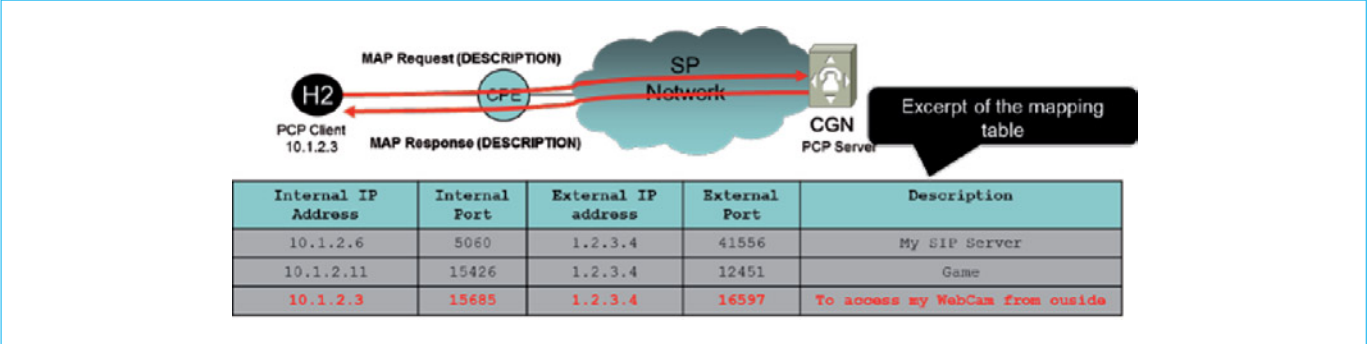 MAP Request (DESCRIPTION)
SP
Network
H2
CPE
PCP Client
10.1.2.3
MAP Response (DESCRIPTION)
CGN
PCP Server
Excerpt of the mapping
table
Internal IP Address Internal Port External IP address External Port Description
10.1.2.6 5060 1.2.3.4 41556 My SIP Server
10.1.2.11 15426 1.2.3.4 12451 Game
10.1.2.3 15685 1.2.3.4 16597 To access my WebCam from ouside